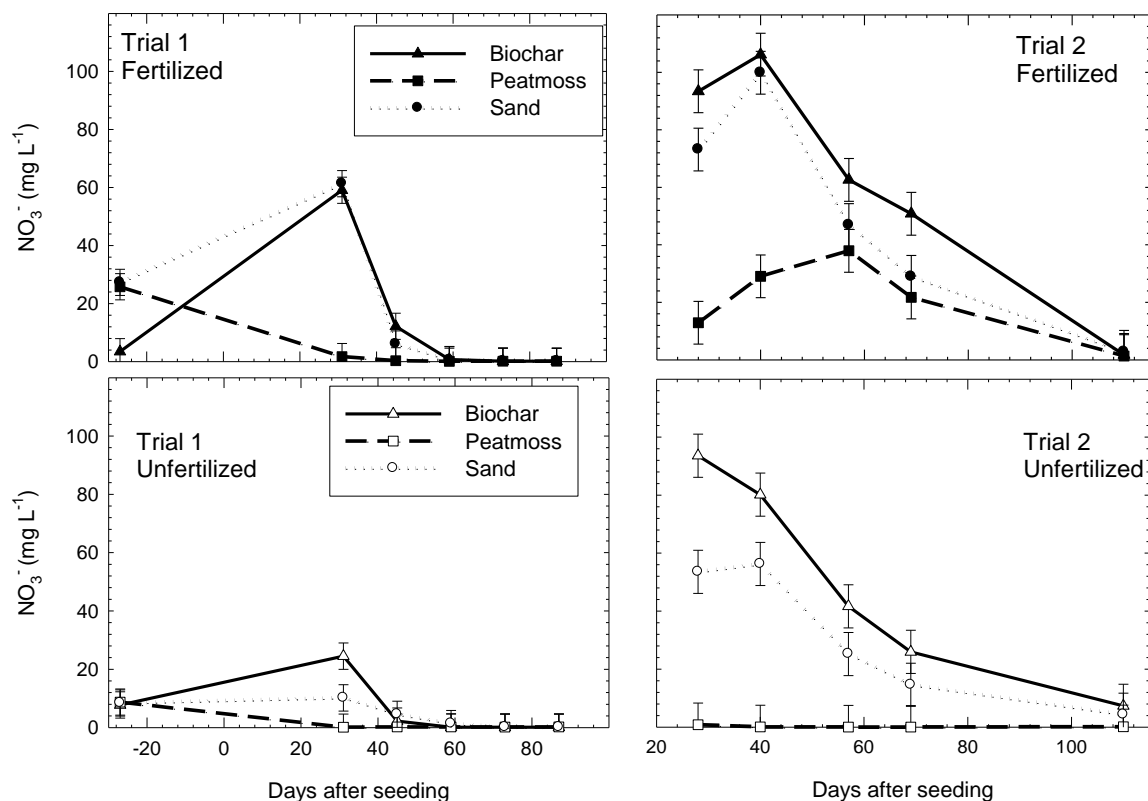 Trial 1
Fertilized
Biochar
Peatmoss
Sand
NO₃⁻ (mg L⁻¹)
100
80
60
40
20
0
Trial 2
Fertilized
Trial 1
Unfertilized
Biochar
Peatmoss
Sand
NO₃⁻ (mg L⁻¹)
100
80
60
40
20
0
-20 0 20 40 60 80
Days after seeding
Trial 2
Unfertilized
20 40 60 80 100
Days after seeding